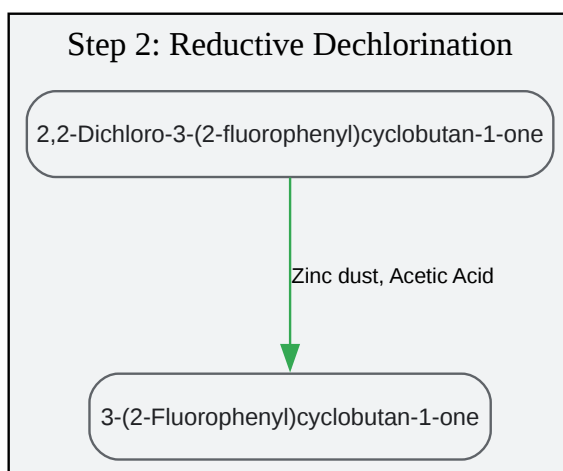 Step 2: Reductive Dechlorination
2,2-Dichloro-3-(2-fluorophenyl)cyclobutan-1-one
Zinc dust, Acetic Acid
3-(2-Fluorophenyl)cyclobutan-1-one